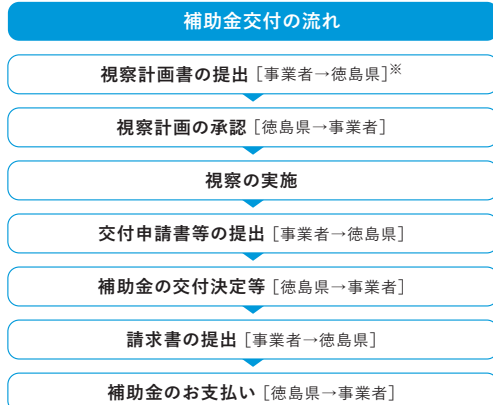 補助金交付の流れ
視察計画書の提出［事業者→徳島県］※
視察計画の承認［徳島県→事業者］
視察の実施
交付申請書等の提出［事業者→徳島県］
補助金の交付決定等［徳島県→事業者］
請求書の提出［事業者→徳島県］
補助金のお支払い［徳島県→事業者］